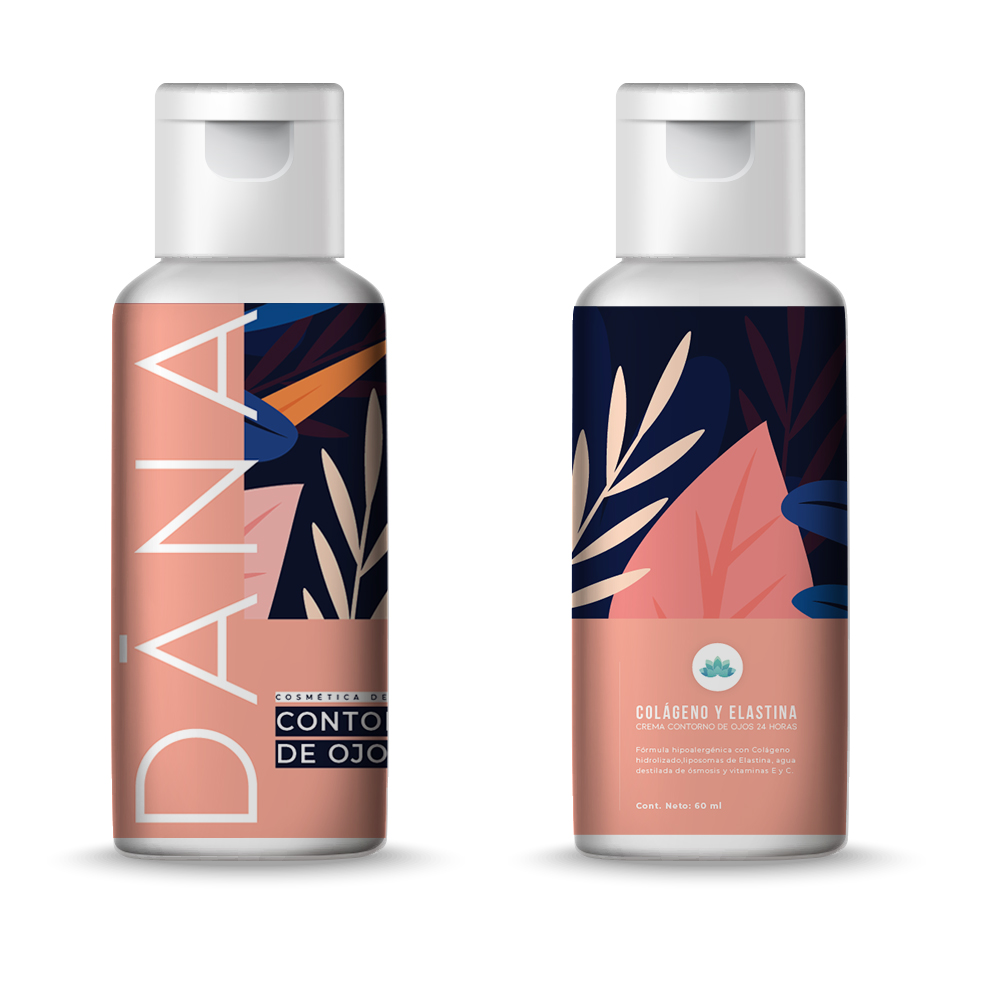 DĀNA
COSMÉTICA DE
CONTO
DE OJO
COLÁGENO Y ELASTINA
CREMA CONTORNO DE OJOS 24 HORAS
Fórmula hipoalergénica con Colágeno
hidrolizado,liposomas de Elastina, agua
destilada de ósmosis y vitaminas E y C.
Cont. Neto: 60 ml